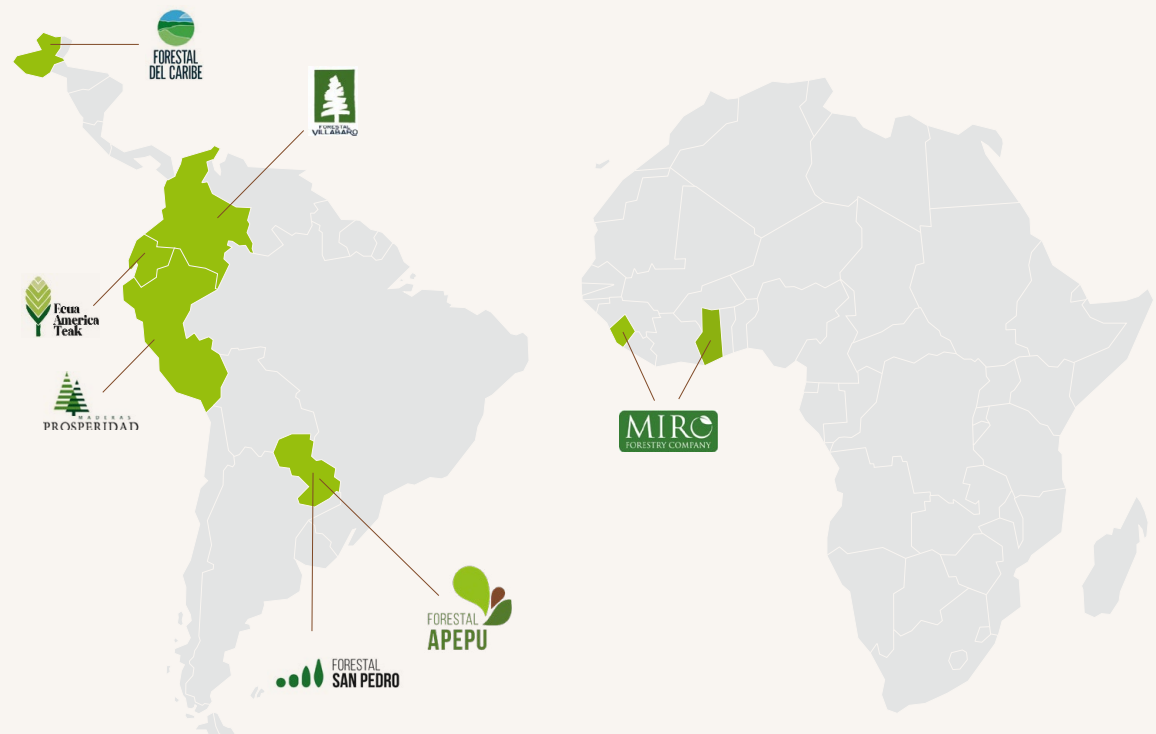 FORESTAL
DEL CARIBE
FORESTAL
VILLABARO
Ecua
America
Teak
MADERAS
PROSPERIDAD
MIRO
FORESTRY COMPANY
FORESTAL
APEPU
FORESTAL
SAN PEDRO